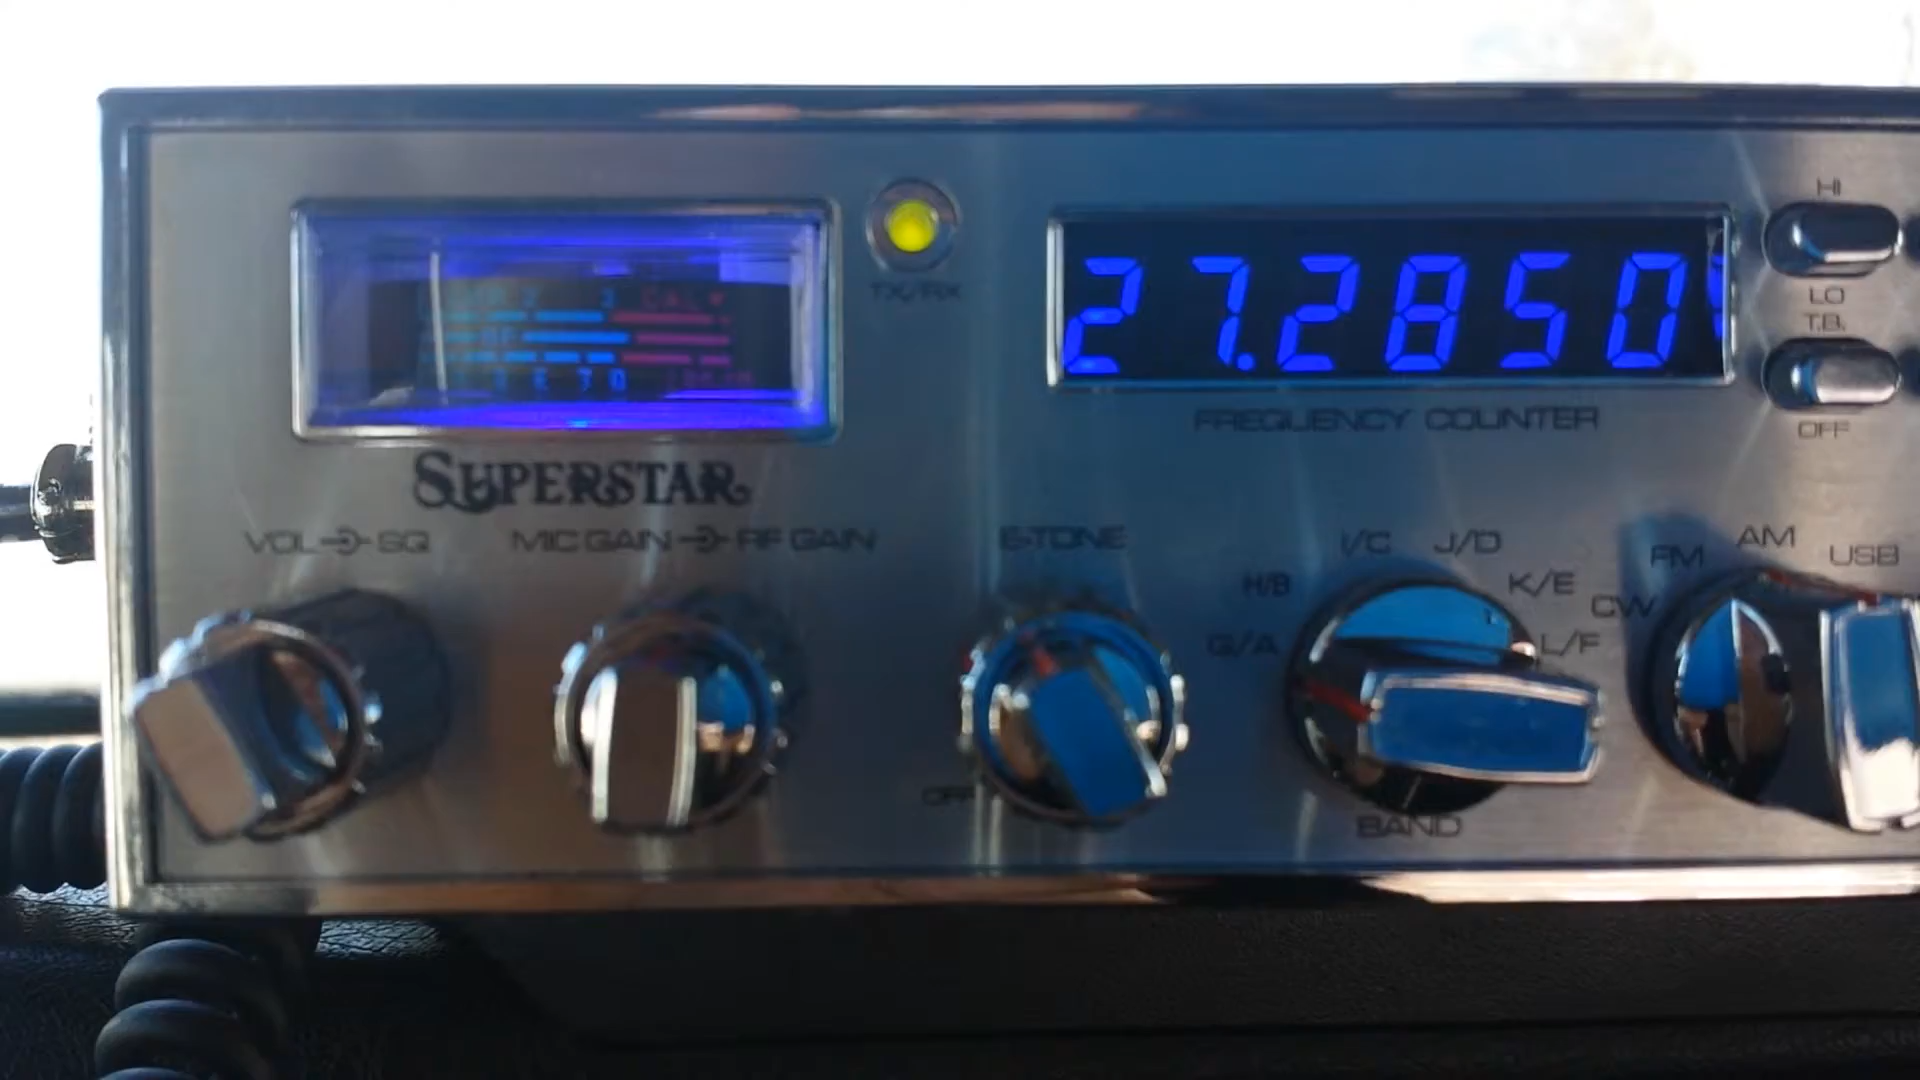 HI
27.2850
TX/RX
LO
T.B.
FREQUENCY COUNTER
OFF
SUPERSTAR
VOL SQ
MIC GAIN RF GAIN
E-TONE
G/A
H/B
I/C
J/D
K/E
L/F
CW
FM
AM
USB
OFF
BAND